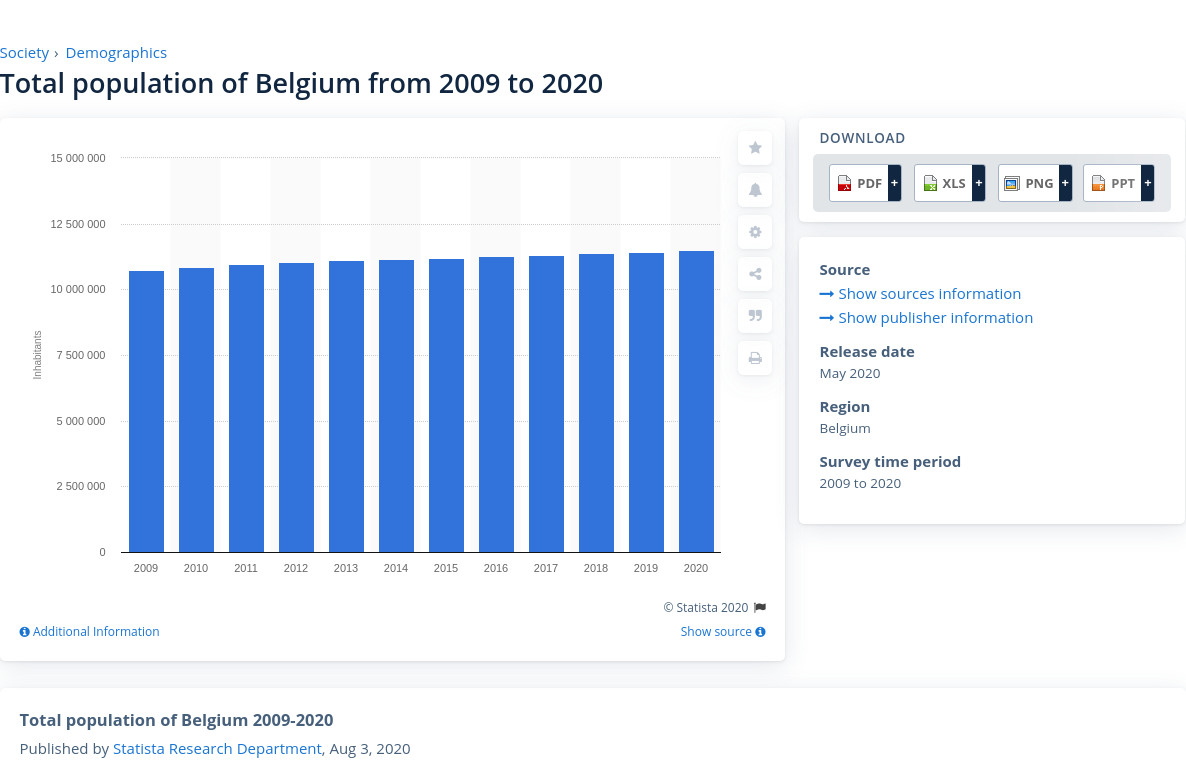 Society › Demographics
Total population of Belgium from 2009 to 2020
15 000 000
12 500 000
10 000 000
7 500 000
5 000 000
2 500 000
0
Inhabitants
2009 2010 2011 2012 2013 2014 2015 2016 2017 2018 2019 2020
© Statista 2020
Additional Information
Show source
DOWNLOAD
PDF + XLS + PNG + PPT +
Source
Show sources information
Show publisher information
Release date
May 2020
Region
Belgium
Survey time period
2009 to 2020
Total population of Belgium 2009-2020
Published by Statista Research Department, Aug 3, 2020